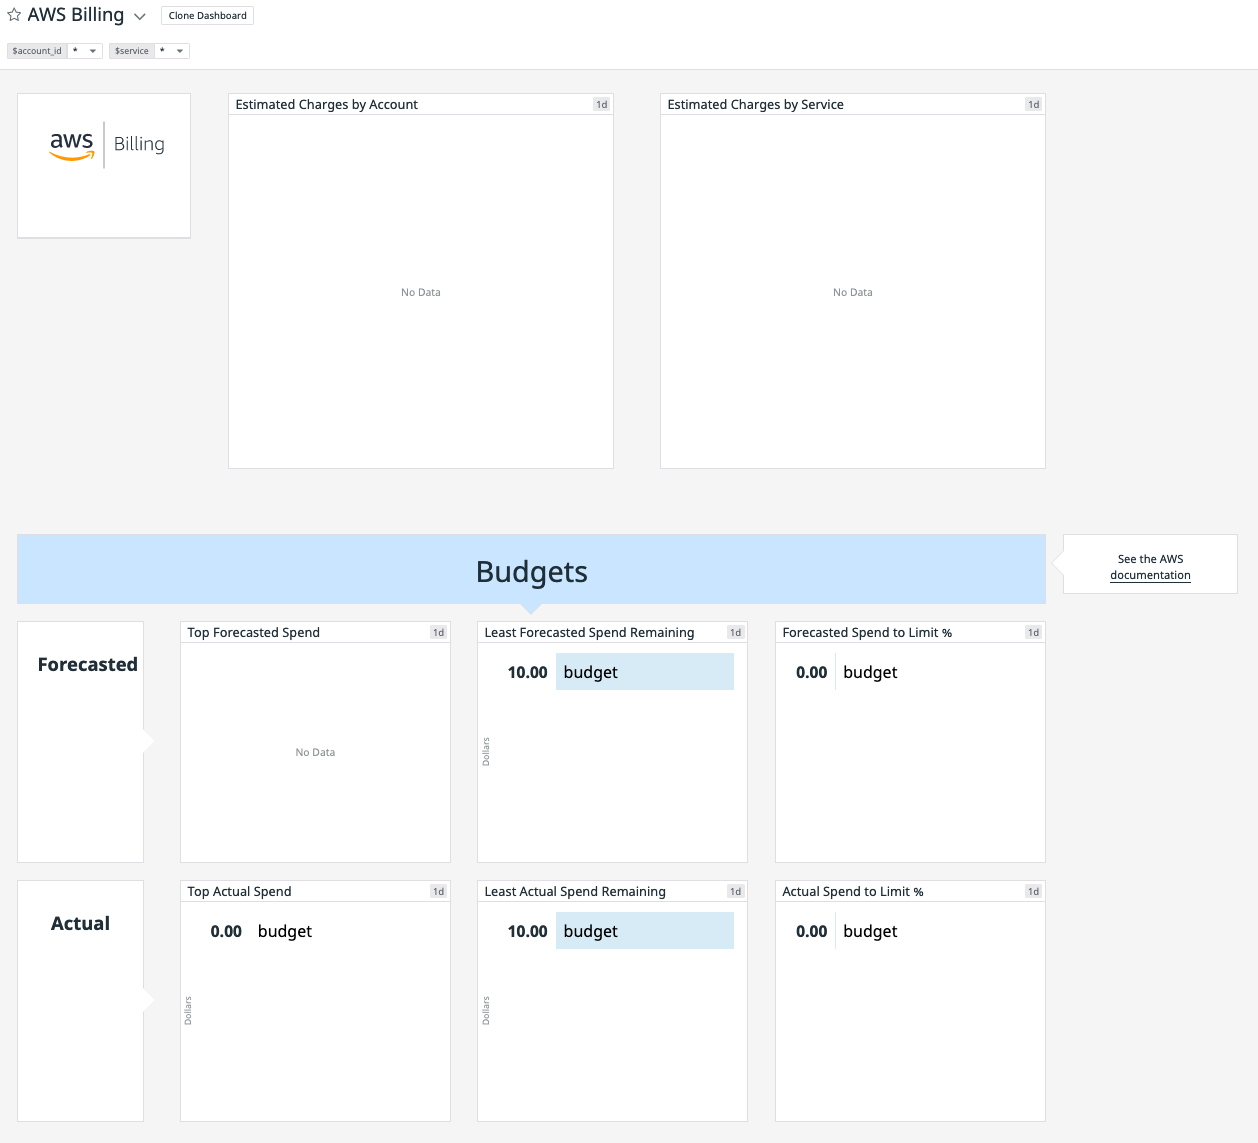 AWS Billing
Clone Dashboard
$account_id *
$service *
aws Billing
Estimated Charges by Account 1d
No Data
Estimated Charges by Service 1d
No Data
Budgets
See the AWS
documentation
Forecasted
Top Forecasted Spend 1d
No Data
Least Forecasted Spend Remaining 1d
10.00 budget
Dollars
Forecasted Spend to Limit % 1d
0.00 budget
Actual
Top Actual Spend 1d
0.00 budget
Dollars
Least Actual Spend Remaining 1d
10.00 budget
Dollars
Actual Spend to Limit % 1d
0.00 budget